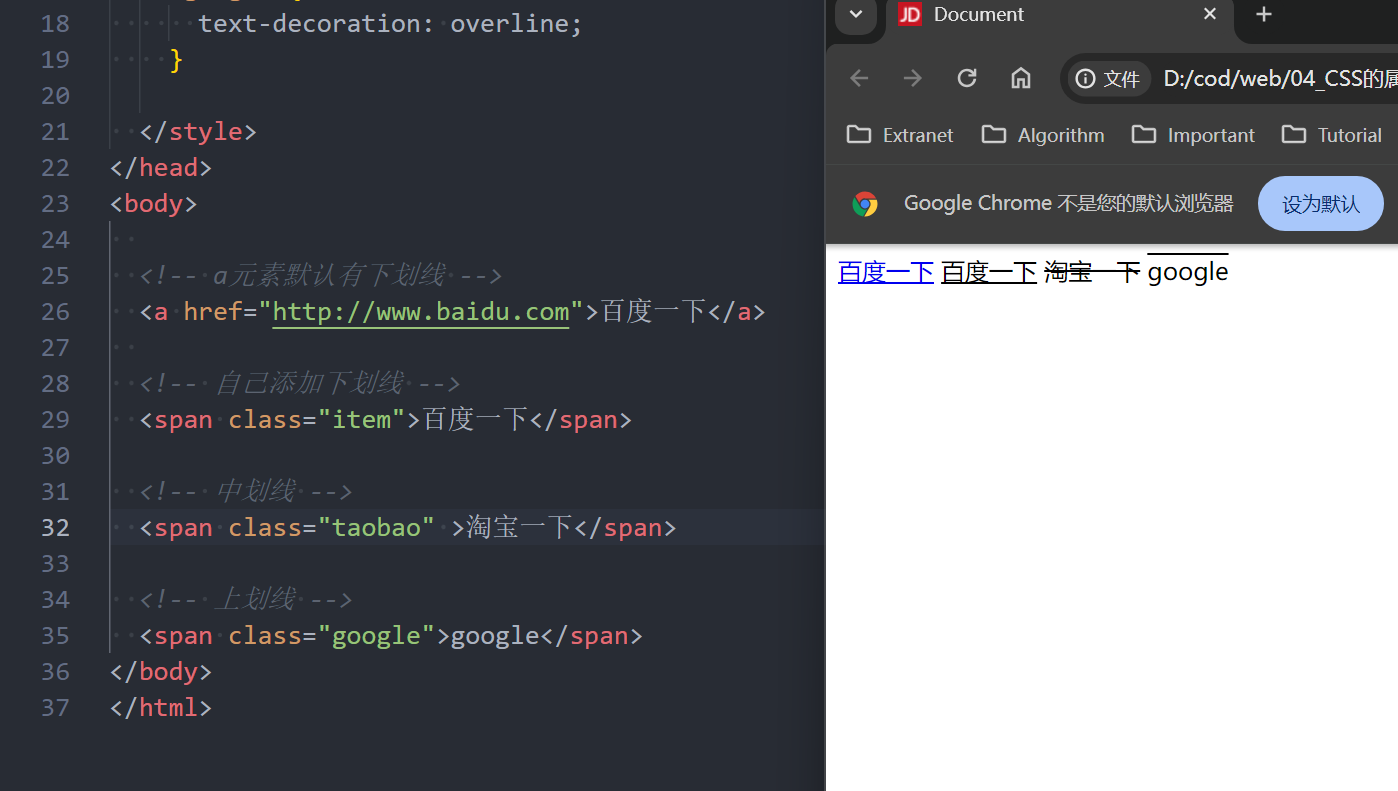 18 text-decoration: overline;
19 }
20
21 </style>
22 </head>
23 <body>
24
25 <!-- a元素默认有下划线 -->
26 <a href="http://www.baidu.com">百度一下</a>
27
28 <!-- 自己添加下划线 -->
29 <span class="item">百度一下</span>
30
31 <!-- 中划线 -->
32 <span class="taobao" >淘宝一下</span>
33
34 <!-- 上划线 -->
35 <span class="google">google</span>
36 </body>
37 </html>
JD Document
文件 D:/cod/web/04_CSS的属
Extranet Algorithm Important Tutorial
Google Chrome 不是您的默认浏览器 设为默认
百度一下 百度一下 淘宝一下 google